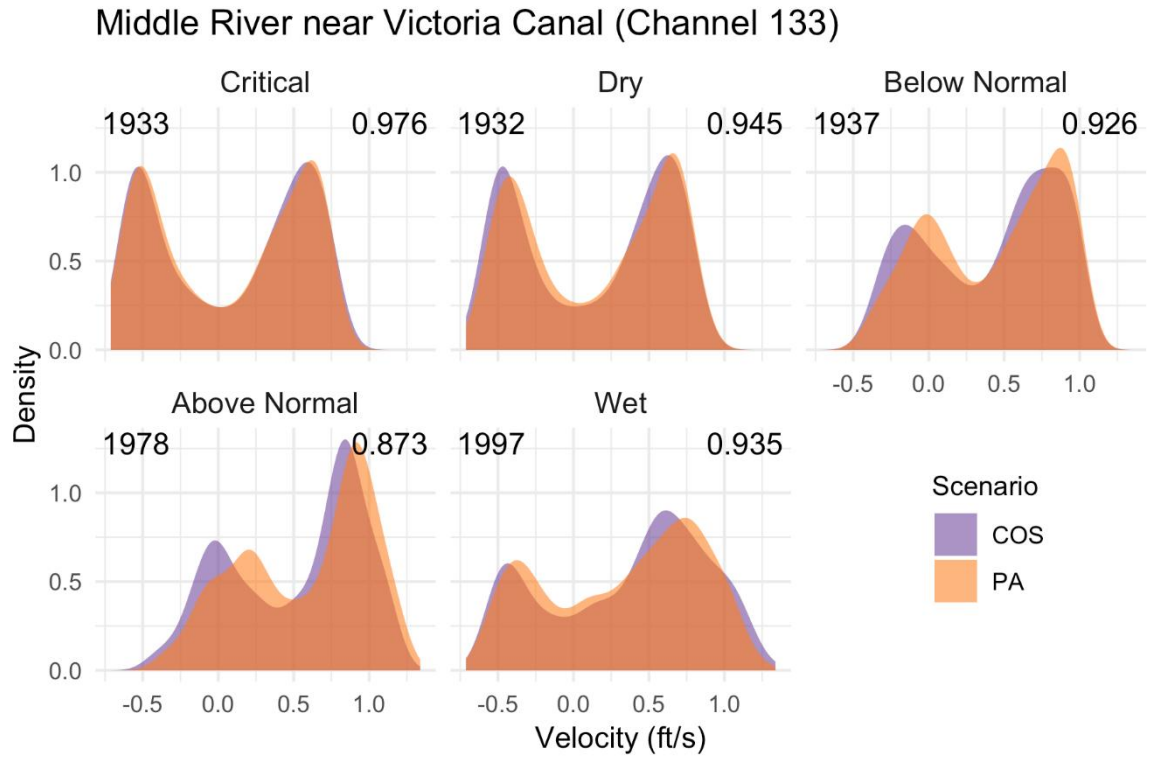 Middle River near Victoria Canal (Channel 133)
Critical
Dry
Below Normal
1933
0.976
1932
0.945
1937
0.926
1.0
0.5
0.0
-0.5
0.0
0.5
1.0
Density
Above Normal
Wet
1978
0.873
1997
0.935
1.0
0.5
0.0
-0.5
0.0
0.5
1.0
-0.5
0.0
0.5
1.0
Velocity (ft/s)
Scenario
COS
PA